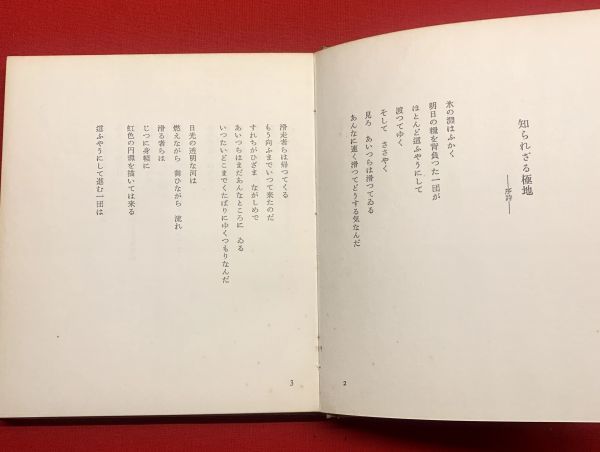 知られざる極地
―序詩―
氷の淵はふかく
明日の糧を背負つた一団が
ほとんど這ふやうにして
渡つてゆく
そして ささやく
見ろ あいつらは滑つてゐる
あんなに速く滑つてどうする気なんだ
2
滑走者らは帰つてくる
もう向ふまでいつて来たのだ
すれちがひざま ながしめで
あいつらはまだあんなところに ゐる
いつたいどこまでくたばりにゆくつもりなんだ
日光の透明な河は
燃えながら 奪ひながら 流れ
滑る者らは
じつに身軽に
虹色の円環を描いては来る
這ふやうにして進む一団は
3